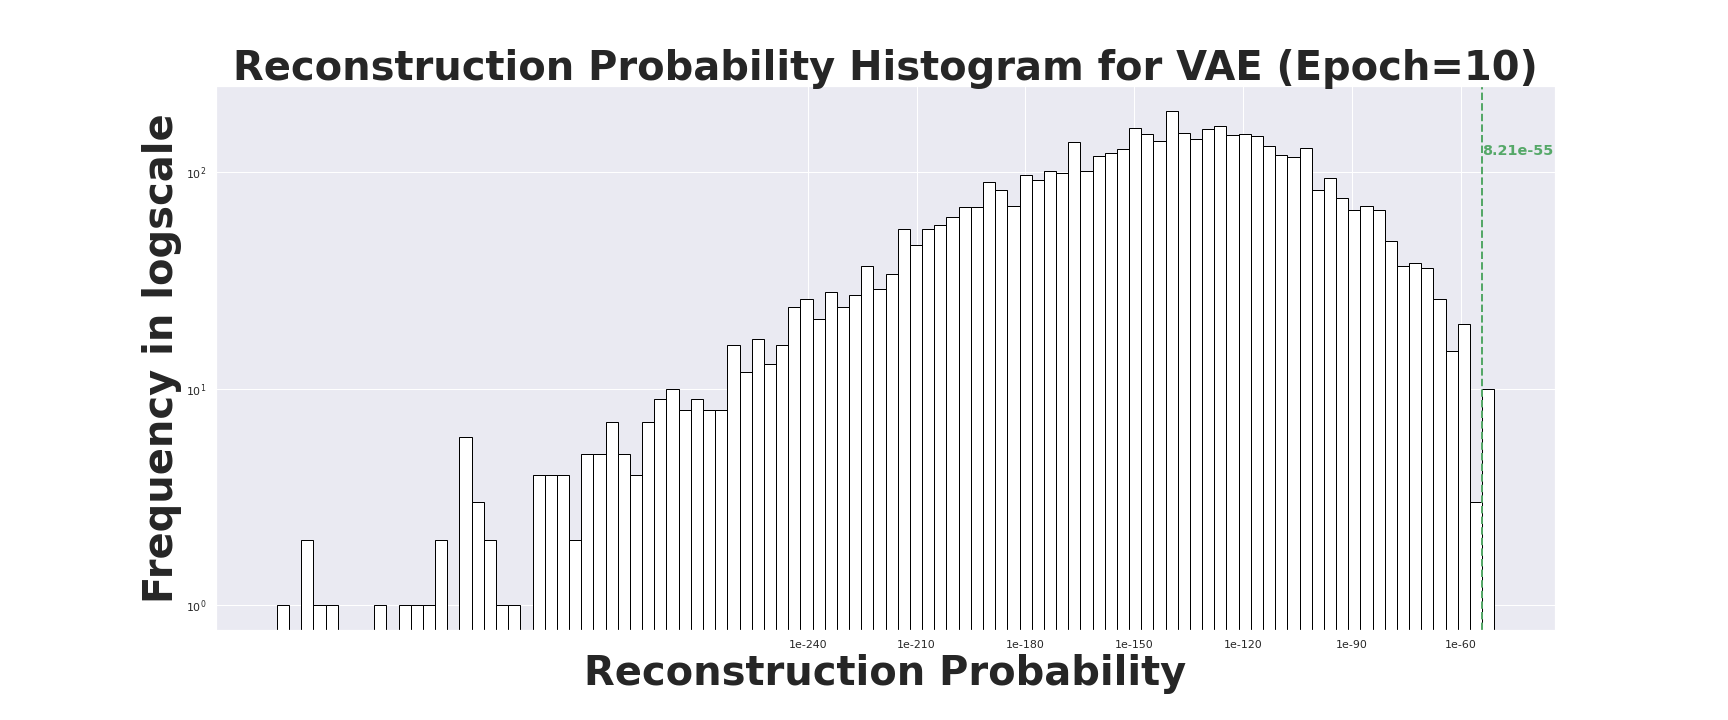 Reconstruction Probability Histogram for VAE (Epoch=10)
Frequency in logscale
10²
10¹
10⁰
8.21e-55
1e-240 1e-210 1e-180 1e-150 1e-120 1e-90 1e-60
Reconstruction Probability